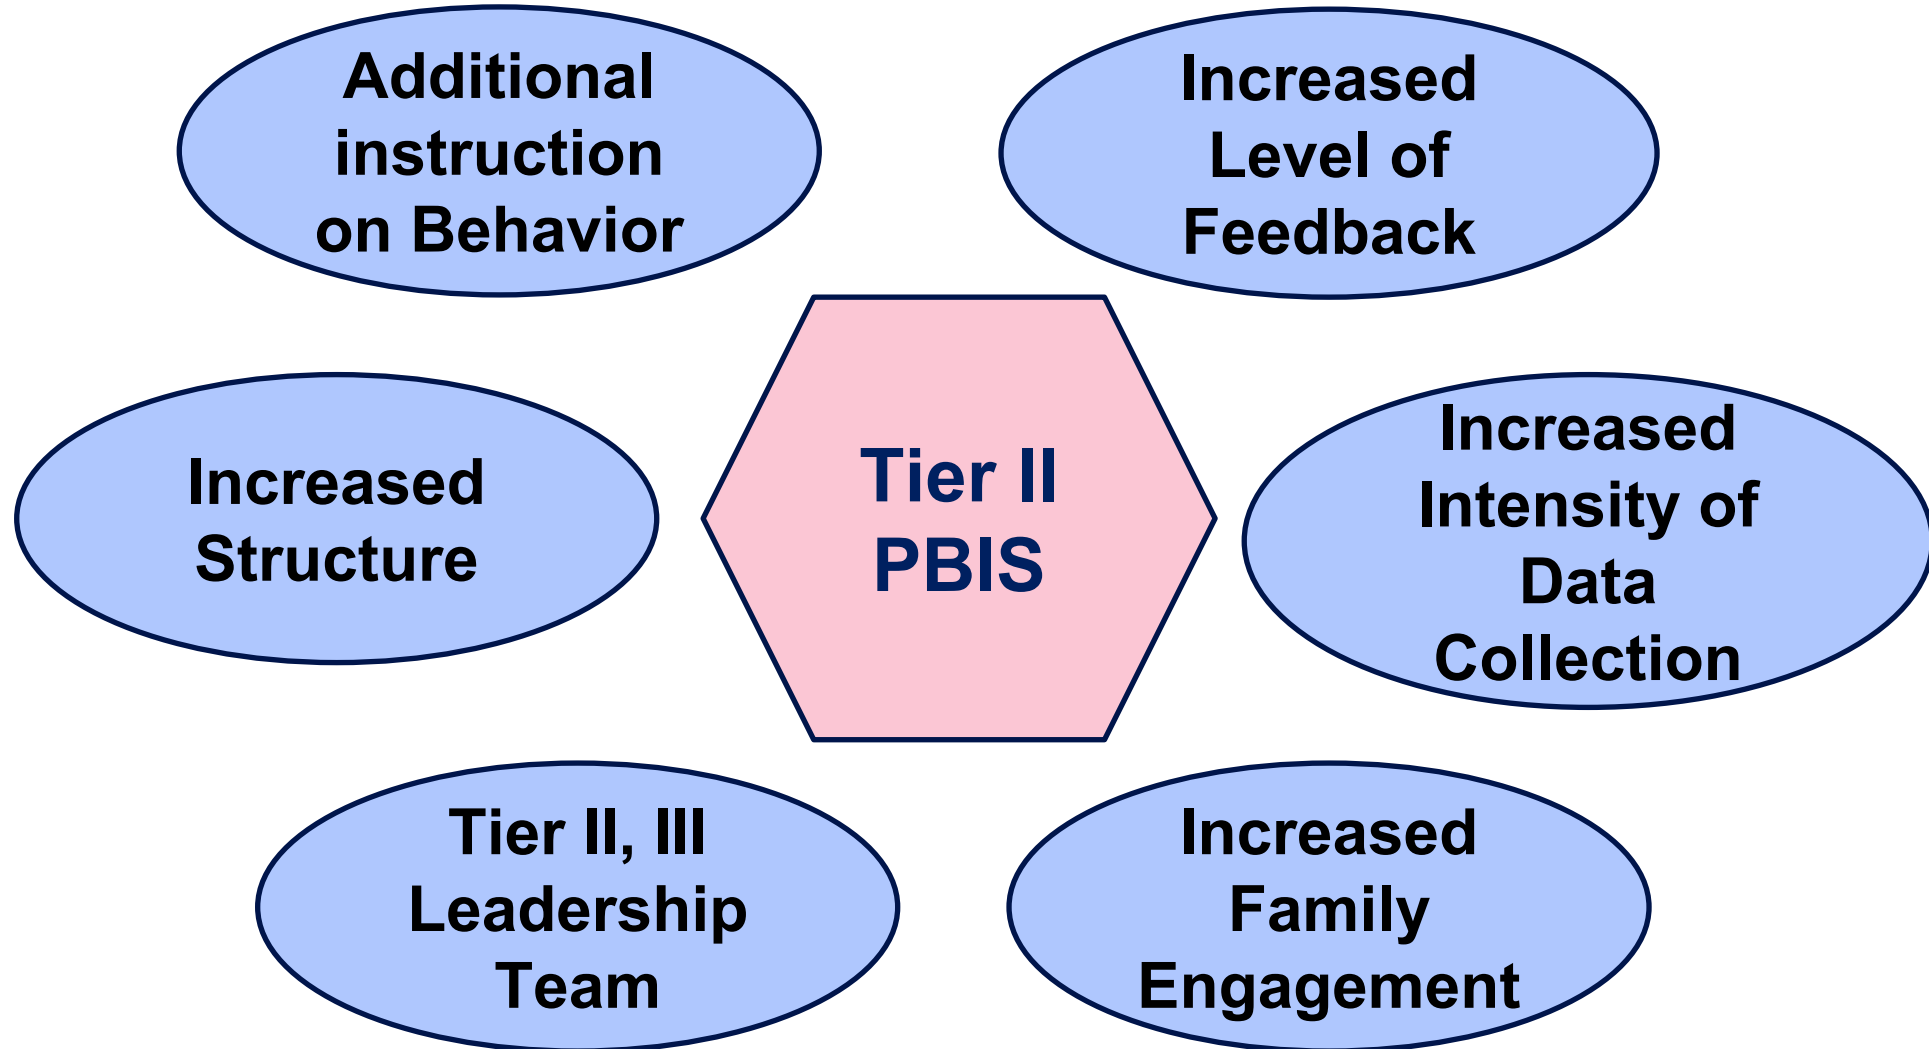 Additional
instruction
on Behavior
Increased
Level of
Feedback
Increased
Structure
Tier II
PBIS
Increased
Intensity of
Data
Collection
Tier II, III
Leadership
Team
Increased
Family
Engagement